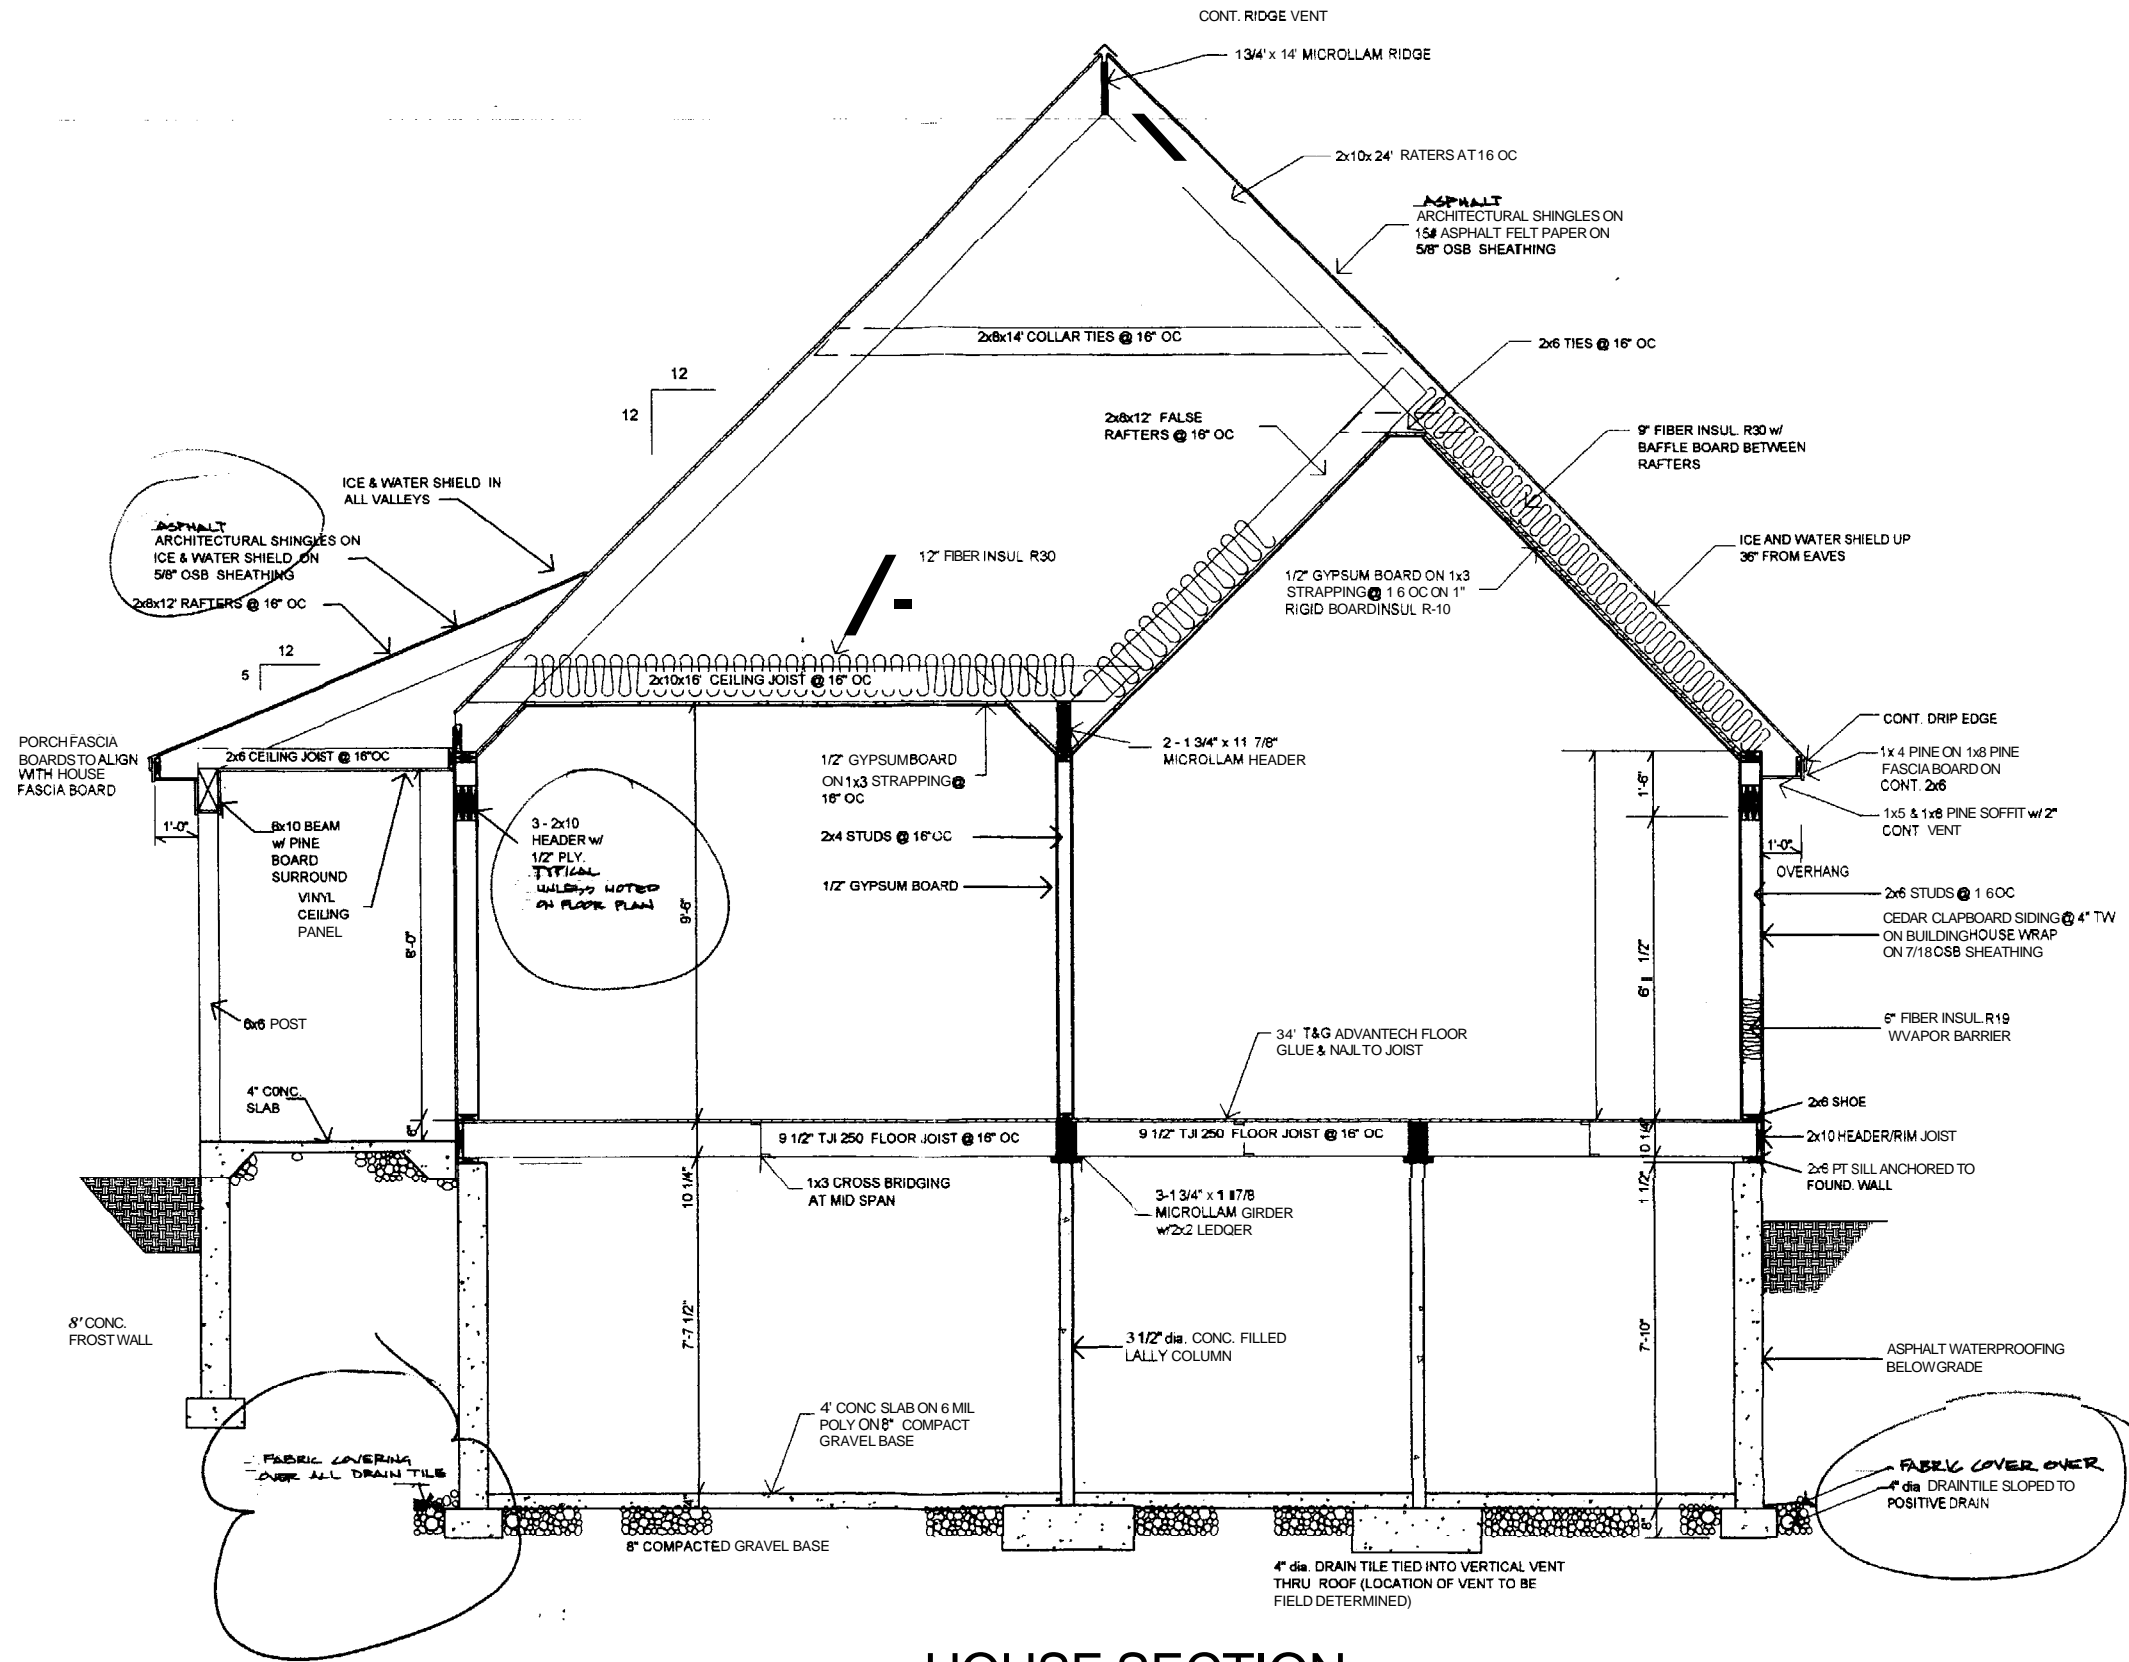 CONT. RIDGE VENT
13/4' x 14' MICROLLAM RIDGE
2x10x 24' RATERS AT 16 OC
ASPHALT
ARCHITECTURAL SHINGLES ON
15# ASPHALT FELT PAPER ON
5/8" OSB SHEATHING
2x8x14' COLLAR TIES @ 16" OC
2x6 TIES @ 16" OC
12
12
2x8x12' FALSE
RAFTERS @ 16" OC
9" FIBER INSUL. R30 w/
BAFFLE BOARD BETWEEN
RAFTERS
ICE & WATER SHIELD IN
ALL VALLEYS
ASPHALT
ARCHITECTURAL SHINGLES ON
ICE & WATER SHIELD ON
5/8" OSB SHEATHING
2x8x12' RAFTERS @ 16" OC
12" FIBER INSUL R30
ICE AND WATER SHIELD UP
36" FROM EAVES
1/2" GYPSUM BOARD ON 1x3
STRAPPING @ 1 6 OC ON 1"
RIGID BOARD INSUL R-10
12
5
2x10x16' CEILING JOIST @ 16" OC
PORCH FASCIA
BOARDS TO ALIGN
WITH HOUSE
FASCIA BOARD
2x6 CEILING JOIST @ 16"OC
1/2" GYPSUMBOARD
ON 1x3 STRAPPING @
16" OC
2 - 1 3/4" x 11 7/8"
MICROLLAM HEADER
CONT. DRIP EDGE
1x 4 PINE ON 1x8 PINE
FASCIA BOARD ON
CONT. 2x6
1'-6"
1x5 & 1x8 PINE SOFFIT w/ 2"
CONT VENT
1'-0"
1'-0"
OVERHANG
8x10 BEAM
w/ PINE
BOARD
SURROUND
VINYL
CEILING
PANEL
3 - 2x10
HEADER w/
1/2" PLY.
TYPICAL
UNLESS NOTED
ON FLOOR PLAN
2x4 STUDS @ 16"OC
1/2" GYPSUM BOARD
9'-6"
8'-0"
2x6 STUDS @ 1 6OC
CEDAR CLAPBOARD SIDING @ 4" TW
ON BUILDINGHOUSE WRAP
ON 7/18 OSB SHEATHING
1/2"
6x6 POST
34' T&G ADVANTECH FLOOR
GLUE & NAJL TO JOIST
6" FIBER INSUL. R19
WVAPOR BARRIER
4" CONC.
SLAB
2x6 SHOE
6"
9 1/2" TJI 250 FLOOR JOIST @ 16" OC
9 1/2" TJI 250 FLOOR JOIST @ 16" OC
10 1/4"
2x10 HEADER/RIM JOIST
1x3 CROSS BRIDGING
AT MID SPAN
10 1/4"
3-1 3/4" x 1 7/8
MICROLLAM GIRDER
w/2x2 LEDQER
1 1/2"
2x6 PT SILL ANCHORED TO
FOUND. WALL
8' CONC.
FROST WALL
7'-7 1/2"
3 1/2" dia. CONC. FILLED
LALLY COLUMN
7'-10"
ASPHALT WATERPROOFING
BELOW GRADE
4' CONC SLAB ON 6 MIL
POLY ON 8" COMPACT
GRAVEL BASE
FABRIC COVERING
OVER ALL DRAIN TILE
FABRIC COVER OVER
4" dia DRAINTILE SLOPED TO
POSITIVE DRAIN
4"
8"
8" COMPACTED GRAVEL BASE
4" dia. DRAIN TILE TIED INTO VERTICAL VENT
THRU ROOF (LOCATION OF VENT TO BE
FIELD DETERMINED)
HOUSE SECTION